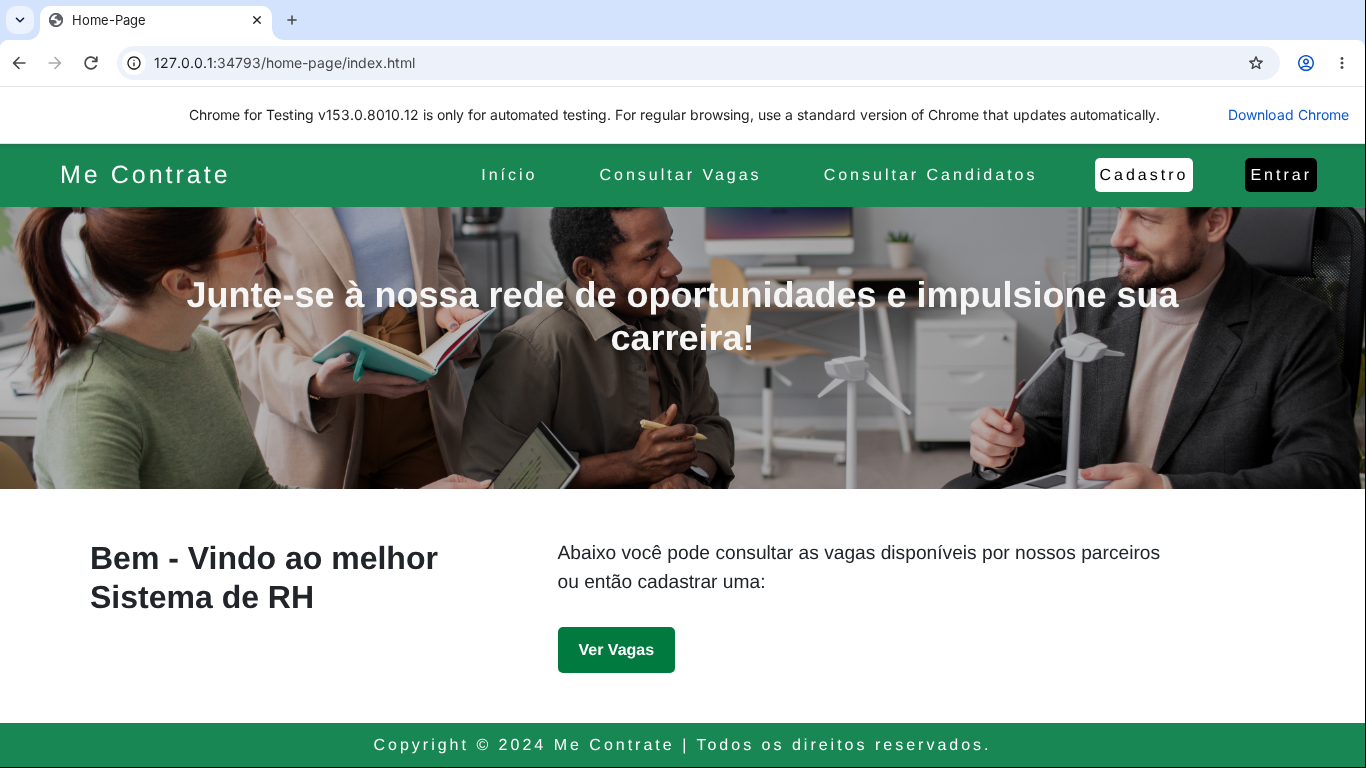 Home-Page
127.0.0.1:34793/home-page/index.html
Chrome for Testing v153.0.8010.12 is only for automated testing. For regular browsing, use a standard version of Chrome that updates automatically.
Download Chrome
Me Contrate
Início
Consultar Vagas
Consultar Candidatos
Cadastro
Entrar
Junte-se à nossa rede de oportunidades e impulsione sua
carreira!
Bem - Vindo ao melhor
Sistema de RH
Abaixo você pode consultar as vagas disponíveis por nossos parceiros
ou então cadastrar uma:
Ver Vagas
Copyright © 2024 Me Contrate | Todos os direitos reservados.